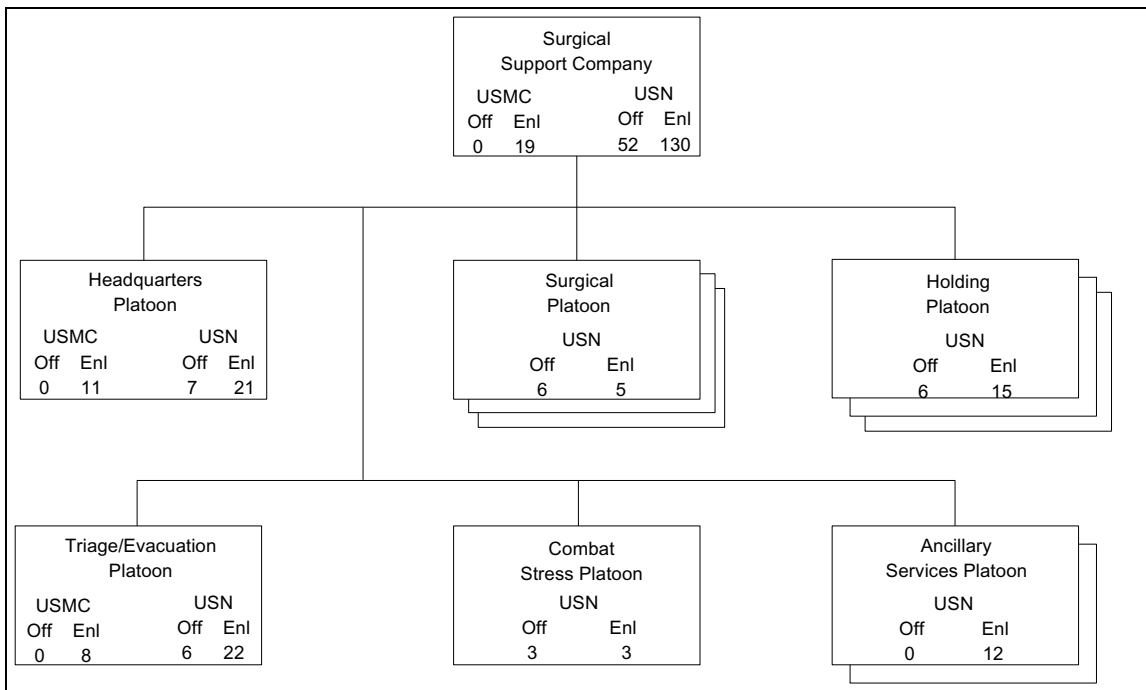 Surgical
Support Company
USMC USN
Off Enl Off Enl
0 19 52 130
Headquarters
Platoon
USMC USN
Off Enl Off Enl
0 11 7 21
Surgical
Platoon
USN
Off Enl
6 5
Holding
Platoon
USN
Off Enl
6 15
Triage/Evacuation
Platoon
USMC USN
Off Enl Off Enl
0 8 6 22
Combat
Stress Platoon
USN
Off Enl
3 3
Ancillary
Services Platoon
USN
Off Enl
0 12